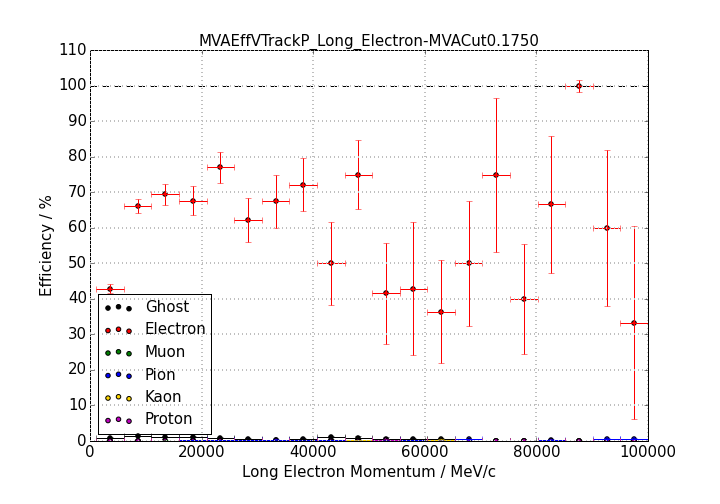 MVAEffVTrackP_Long_Electron-MVACut0.1750
110
100
90
80
70
60
50
40
30
20
10
0
Efficiency / %
Ghost
Electron
Muon
Pion
Kaon
Proton
0 20000 40000 60000 80000 100000
Long Electron Momentum / MeV/c